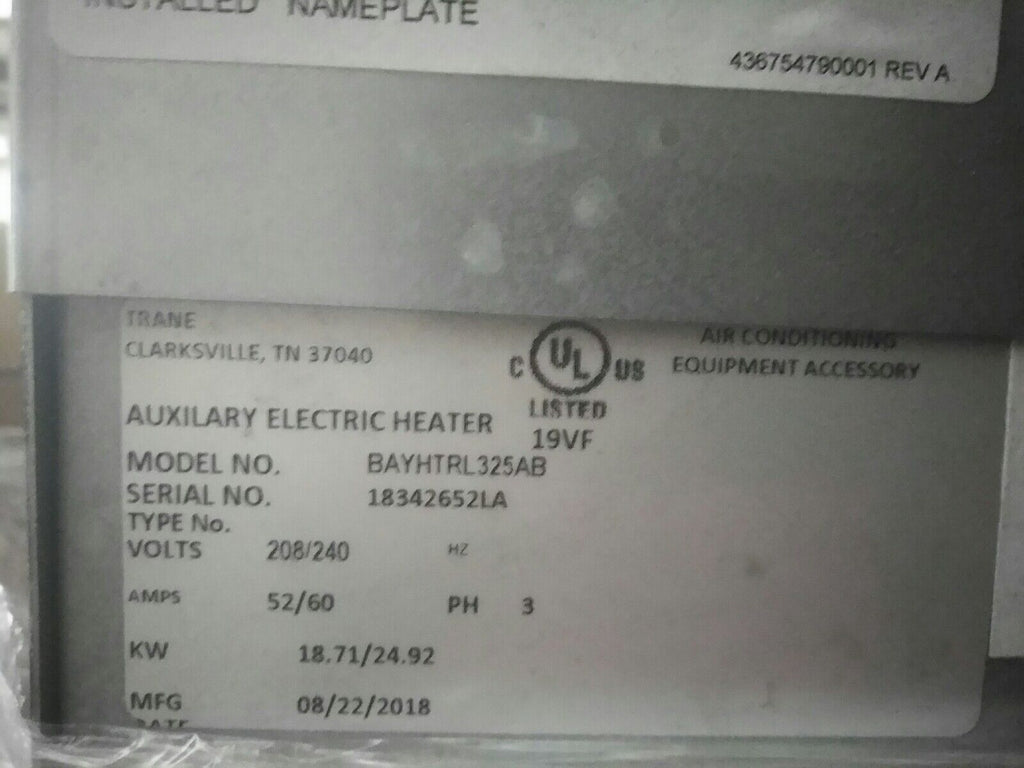 INSTALLED NAMEPLATE
436754790001 REV A
TRANE
CLARKSVILLE, TN 37040
C UL US
LISTED
19VF
AIR CONDITIONING
EQUIPMENT ACCESSORY
AUXILARY ELECTRIC HEATER
MODEL NO. BAYHTRL325AB
SERIAL NO. 18342652LA
TYPE No.
VOLTS 208/240 HZ
AMPS 52/60 PH 3
KW 18.71/24.92
MFG 08/22/2018
DATE